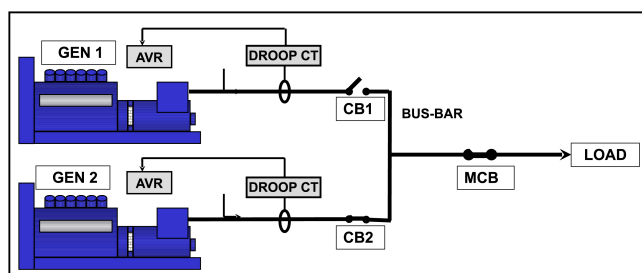 GEN 1
AVR
DROOP CT
CB1
BUS-BAR
GEN 2
AVR
DROOP CT
CB2
MCB
LOAD